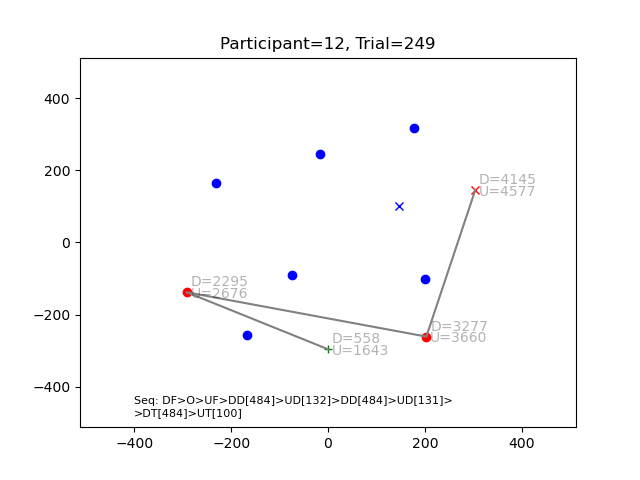 Participant=12, Trial=249
400
200
0
−200
−400
−400
−200
0
200
400
D=4145
U=4577
D=2295
U=2676
D=558
U=1643
D=3277
U=3660
Seq: DF>O>UF>DD[484]>UD[132]>DD[484]>UD[131]>
>DT[484]>UT[100]